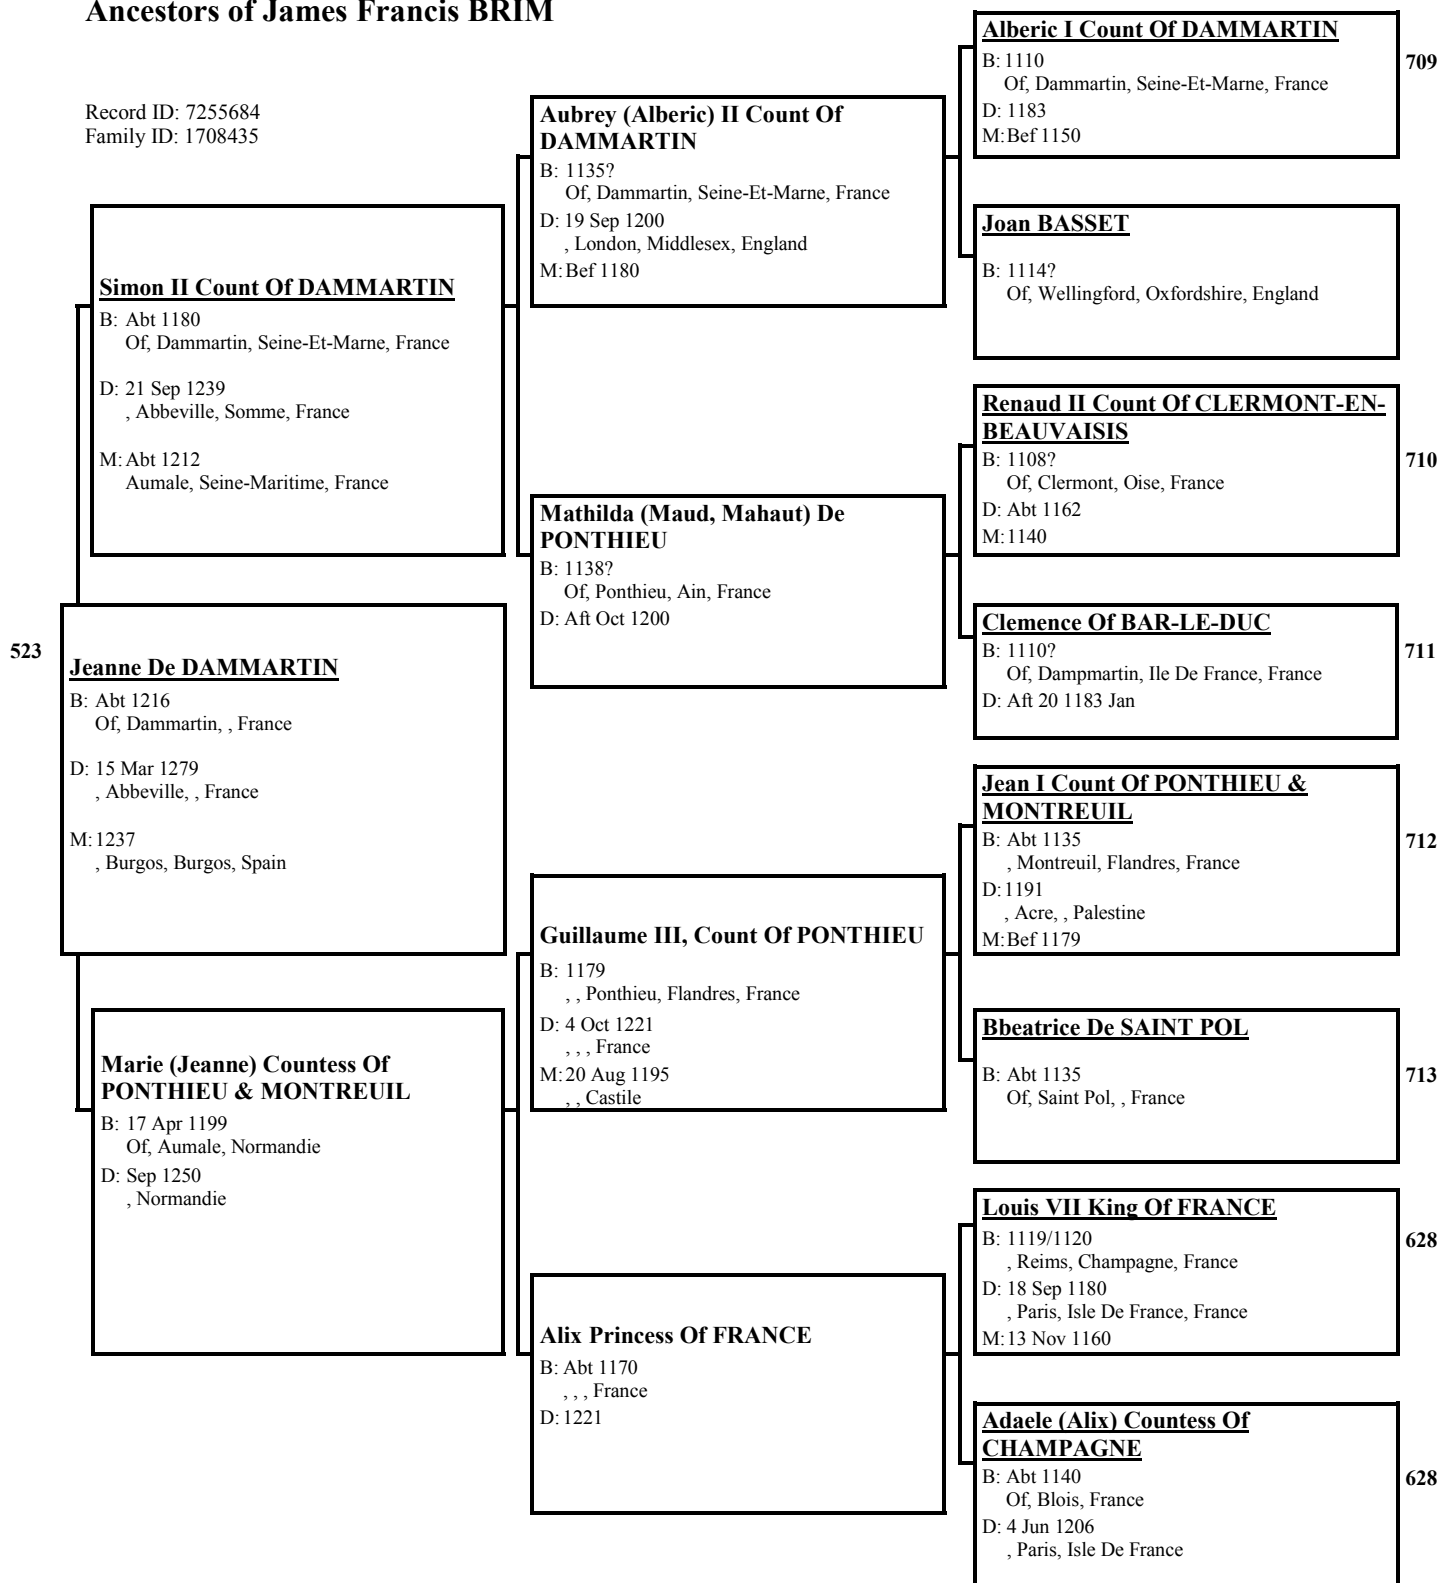 Ancestors of James Francis BRIM
Record ID: 7255684
Family ID: 1708435
523
Jeanne De DAMMARTIN
B: Abt 1216
Of, Dammartin, , France
D: 15 Mar 1279
, Abbeville, , France
M: 1237
, Burgos, Burgos, Spain
Simon II Count Of DAMMARTIN
B: Abt 1180
Of, Dammartin, Seine-Et-Marne, France
D: 21 Sep 1239
, Abbeville, Somme, France
M: Abt 1212
Aumale, Seine-Maritime, France
Marie (Jeanne) Countess Of
PONTHIEU & MONTREUIL
B: 17 Apr 1199
Of, Aumale, Normandie
D: Sep 1250
, Normandie
Aubrey (Alberic) II Count Of
DAMMARTIN
B: 1135?
Of, Dammartin, Seine-Et-Marne, France
D: 19 Sep 1200
, London, Middlesex, England
M: Bef 1180
Mathilda (Maud, Mahaut) De
PONTHIEU
B: 1138?
Of, Ponthieu, Ain, France
D: Aft Oct 1200
Guillaume III, Count Of PONTHIEU
B: 1179
, , Ponthieu, Flandres, France
D: 4 Oct 1221
, , , France
M: 20 Aug 1195
, , Castile
Alix Princess Of FRANCE
B: Abt 1170
, , , France
D: 1221
Alberic I Count Of DAMMARTIN
B: 1110
Of, Dammartin, Seine-Et-Marne, France
D: 1183
M: Bef 1150
709
Joan BASSET
B: 1114?
Of, Wellingford, Oxfordshire, England
Renaud II Count Of CLERMONT-EN-
BEAUVAISIS
B: 1108?
Of, Clermont, Oise, France
D: Abt 1162
M: 1140
710
Clemence Of BAR-LE-DUC
B: 1110?
Of, Dampmartin, Ile De France, France
D: Aft 20 1183 Jan
711
Jean I Count Of PONTHIEU &
MONTREUIL
B: Abt 1135
, Montreuil, Flandres, France
D: 1191
, Acre, , Palestine
M: Bef 1179
712
Bbeatrice De SAINT POL
B: Abt 1135
Of, Saint Pol, , France
713
Louis VII King Of FRANCE
B: 1119/1120
, Reims, Champagne, France
D: 18 Sep 1180
, Paris, Isle De France, France
M: 13 Nov 1160
628
Adaele (Alix) Countess Of
CHAMPAGNE
B: Abt 1140
Of, Blois, France
D: 4 Jun 1206
, Paris, Isle De France
628